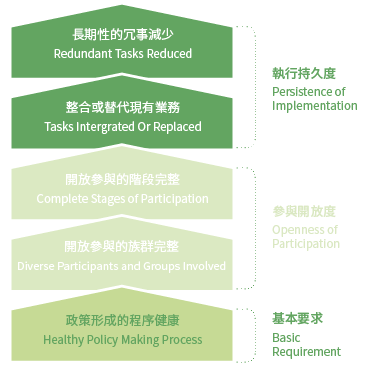 長期性的冗事減少
Redundant Tasks Reduced
執行持久度
Persistence of
Implementation
整合或替代現有業務
Tasks Intergrated Or Replaced
開放參與的階段完整
Complete Stages of Participation
參與開放度
Openness of
Participation
開放參與的族群完整
Diverse Participants and Groups Involved
政策形成的程序健康
Healthy Policy Making Process
基本要求
Basic
Requirement